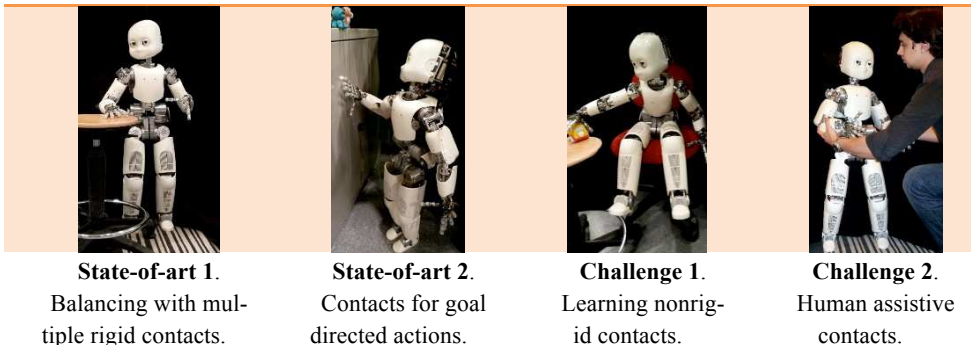 State-of-art 1.
Balancing with mul-
tiple rigid contacts.
State-of-art 2.
Contacts for goal
directed actions.
Challenge 1.
Learning nonrig-
id contacts.
Challenge 2.
Human assistive
contacts.